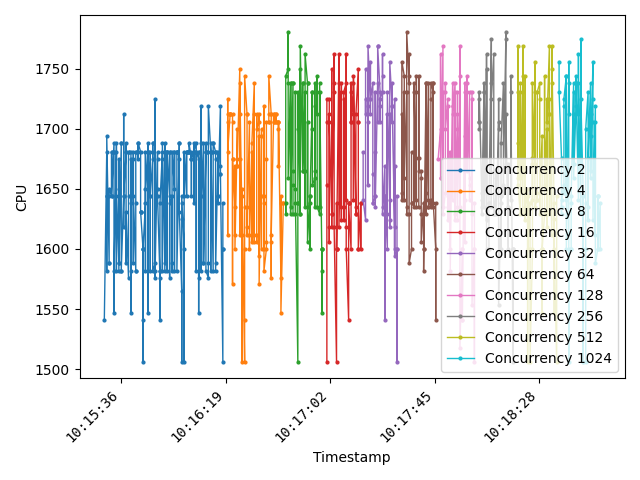 1750
1700
1650
1600
1550
1500
CPU
10:15:36
10:16:19
10:17:02
10:17:45
10:18:28
Timestamp
Concurrency 2
Concurrency 4
Concurrency 8
Concurrency 16
Concurrency 32
Concurrency 64
Concurrency 128
Concurrency 256
Concurrency 512
Concurrency 1024